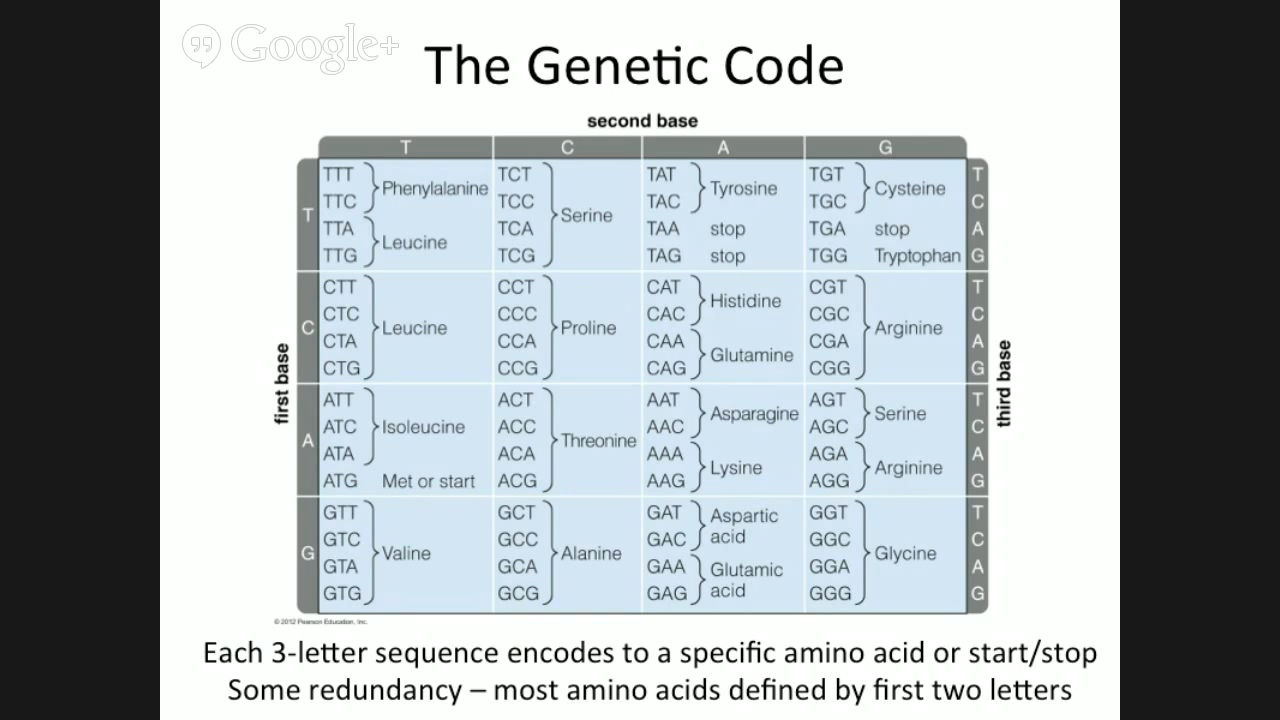 Google+
The Genetic Code
second base
T C A G
first base
third base
T
TTT TCT TAT TGT T
Phenylalanine Tyrosine Cysteine
TTC TCC TAC TGC C
Serine
TTA TCA TAA stop TGA stop A
Leucine
TTG TCG TAG stop TGG Tryptophan G
C
CTT CCT CAT CGT T
Histidine
CTC CCC CAC CGC C
Leucine Proline Arginine
CTA CCA CAA CGA A
Glutamine
CTG CCG CAG CGG G
A
ATT ACT AAT AGT T
Asparagine Serine
ATC Isoleucine ACC AAC AGC C
Threonine
ATA ACA AAA AGA A
Lysine Arginine
ATG Met or start ACG AAG AGG G
G
GTT GCT GAT Aspartic GGT T
GTC GCC GAC acid GGC C
Valine Alanine Glycine
GTA GCA GAA Glutamic GGA A
GTG GCG GAG acid GGG G
© 2012 Pearson Education, Inc.
Each 3-letter sequence encodes to a specific amino acid or start/stop
Some redundancy – most amino acids defined by first two letters